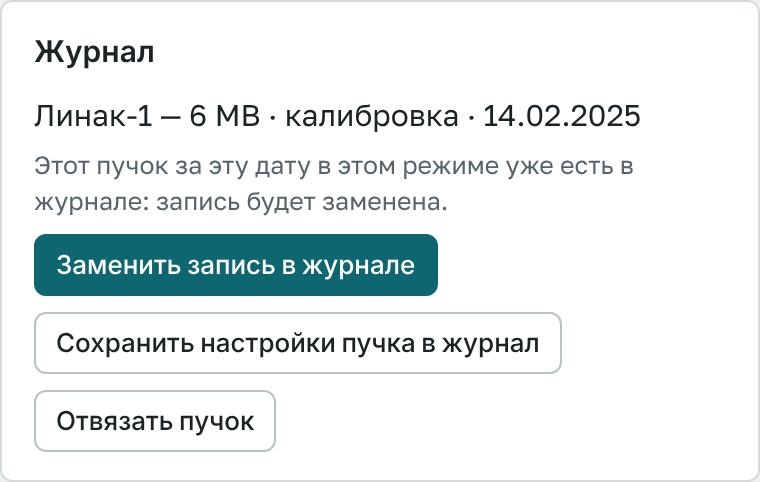 Журнал
Линак-1 — 6 МВ · калибровка · 14.02.2025
Этот пучок за эту дату в этом режиме уже есть в
журнале: запись будет заменена.
Заменить запись в журнале
Сохранить настройки пучка в журнал
Отвязать пучок